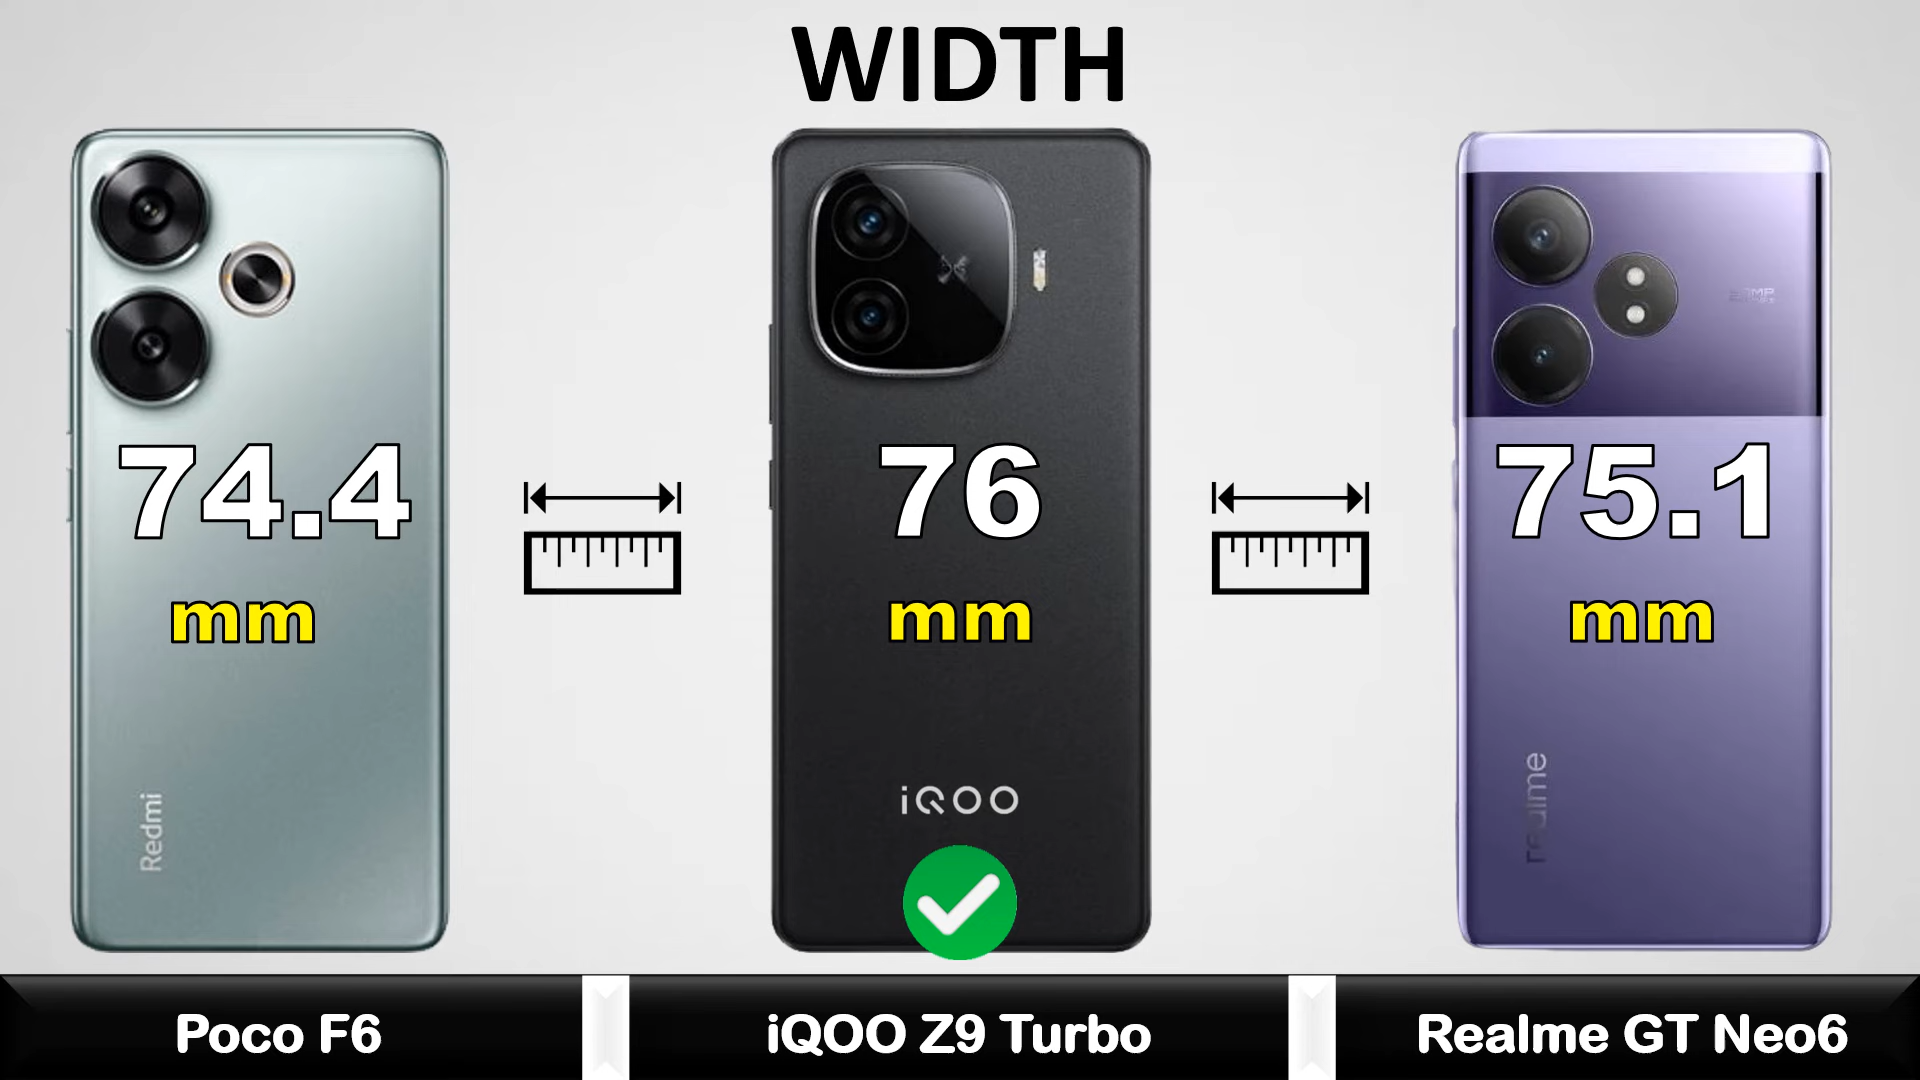 WIDTH
74.4
mm
Redmi
Poco F6
76
mm
iQOO
iQOO Z9 Turbo
75.1
mm
realme
Realme GT Neo6